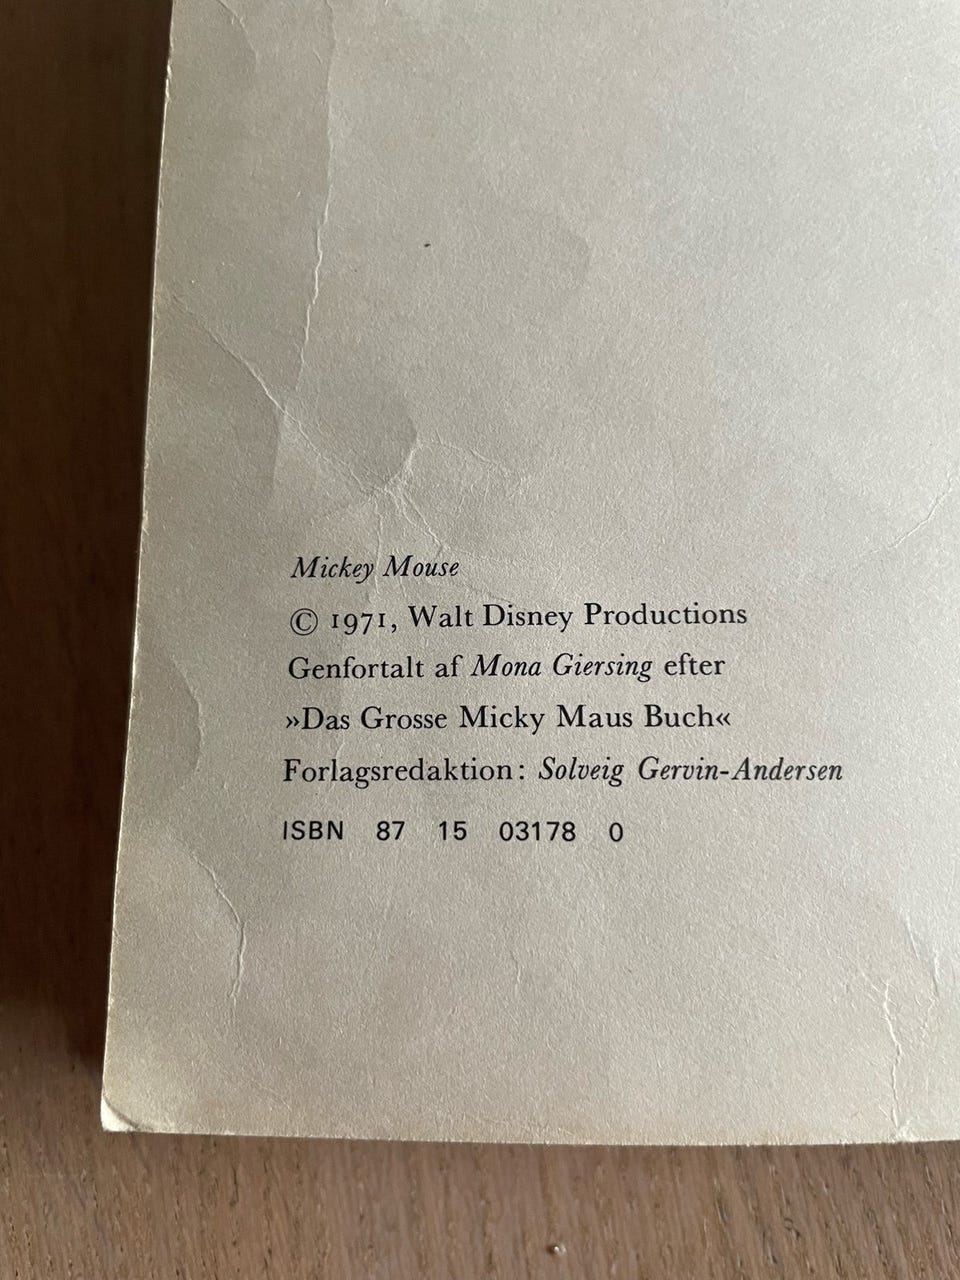 Mickey Mouse
© 1971, Walt Disney Productions
Genfortalt af Mona Giersing efter
»Das Grosse Micky Maus Buch«
Forlagsredaktion: Solveig Gervin-Andersen
ISBN 87 15 03178 0